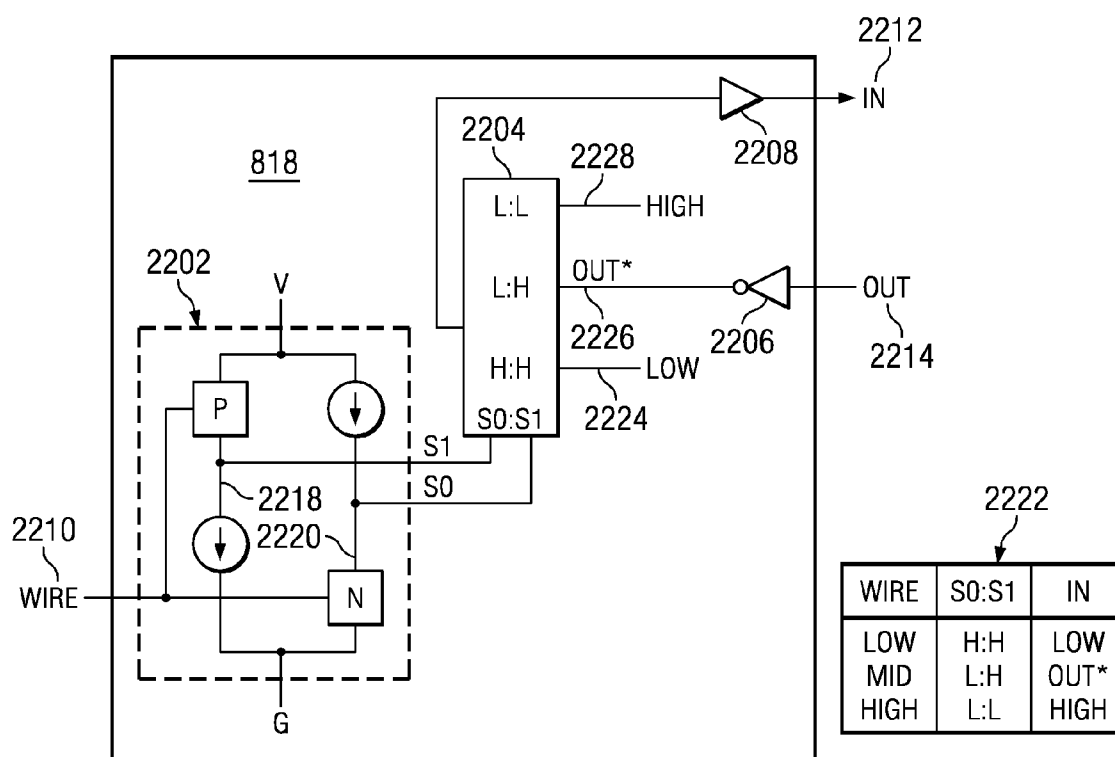 2212
IN
2208
2204
818
2228
L:L
HIGH
2202
V
OUT*
L:H
OUT
2226
2206
2214
P
H:H
LOW
S0:S1
2224
S1
S0
2218
2210
2220
2222
WIRE
N
G
WIRE S0:S1 IN
LOW H:H LOW
MID L:H OUT*
HIGH L:L HIGH